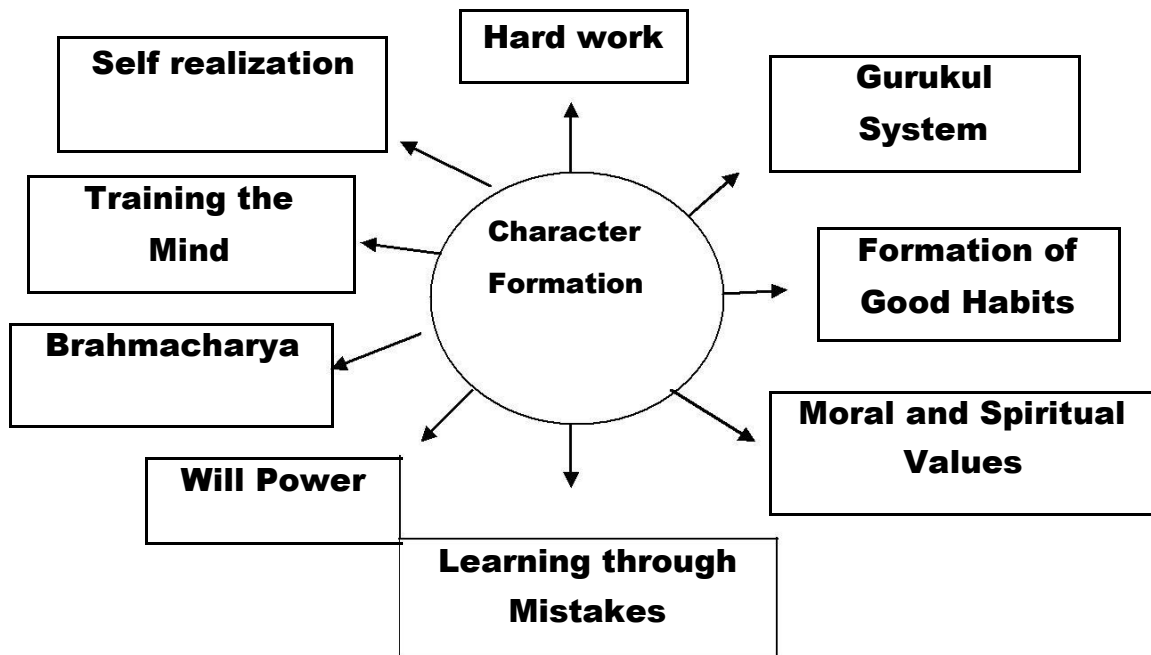 Hard work
Self realization
Gurukul
System
Training the
Mind
Character
Formation
Formation of
Good Habits
Brahmacharya
Moral and Spiritual
Values
Will Power
Learning through
Mistakes